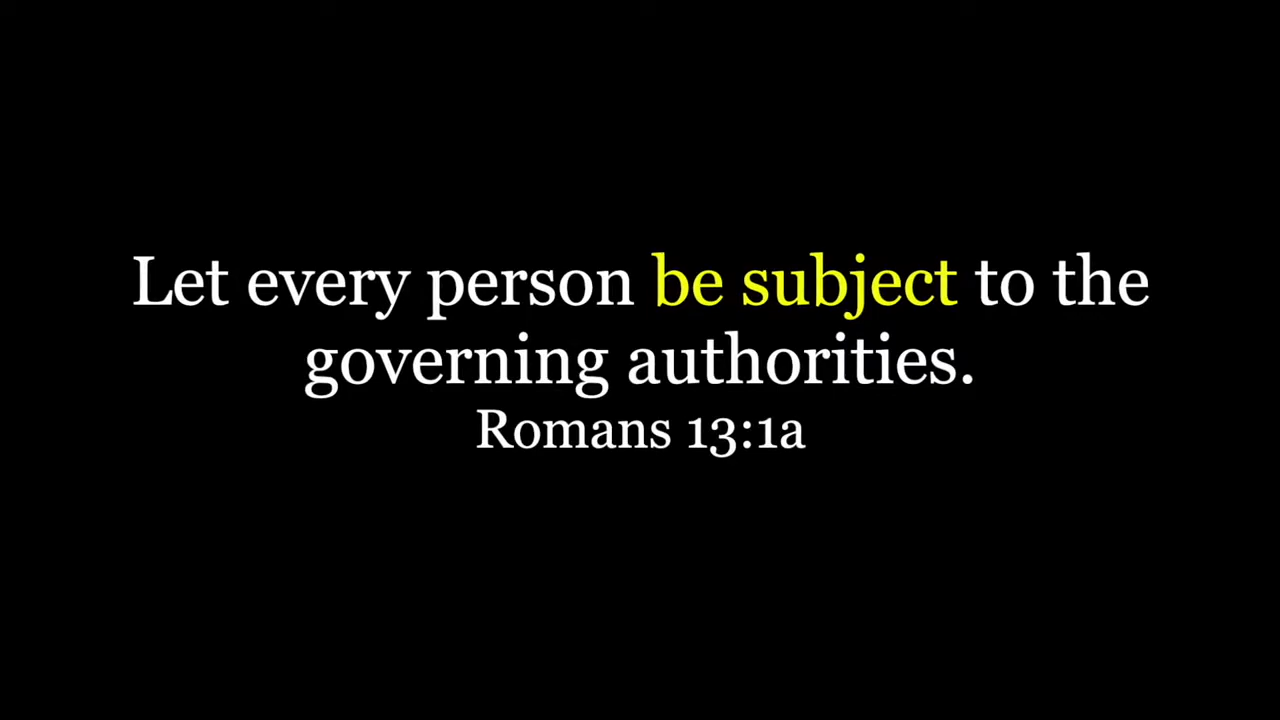 Let every person be subject to the
governing authorities.
Romans 13:1a